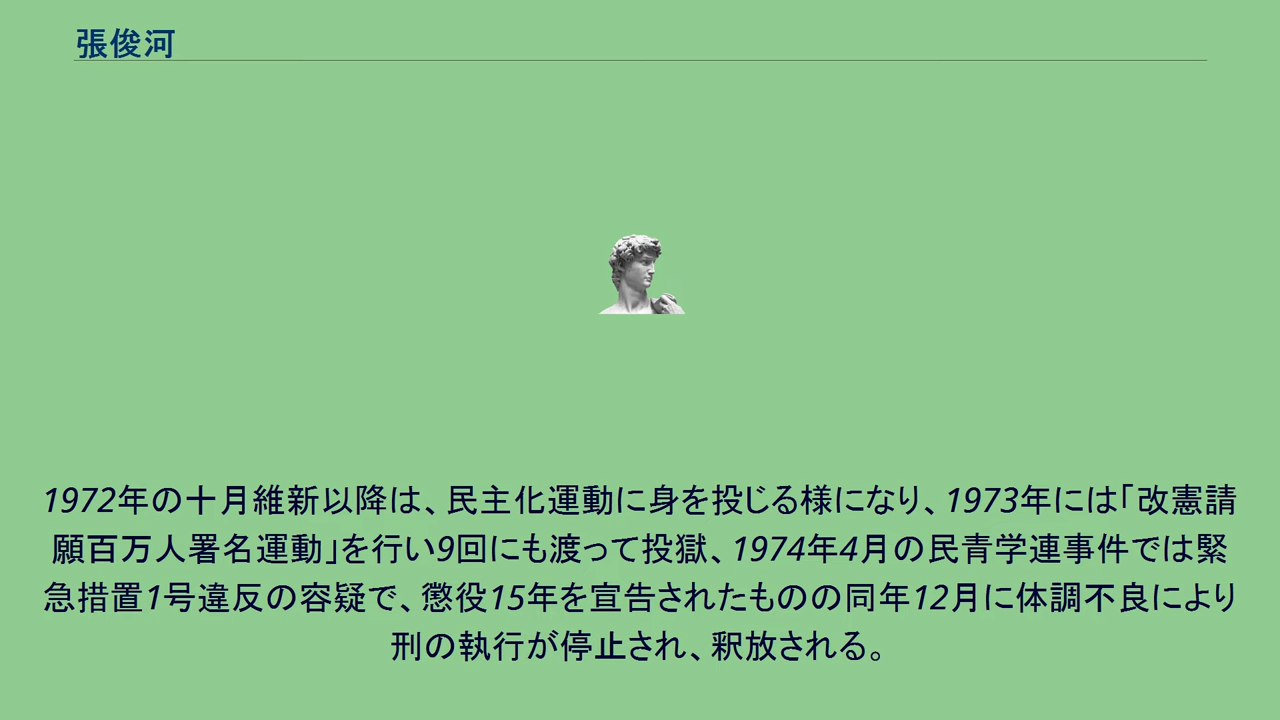 張俊河
1972年の十月維新以降は、民主化運動に身を投じる様になり、1973年には「改憲請
願百万人署名運動」を行い9回にも渡って投獄、1974年4月の民青学連事件では緊
急措置1号違反の容疑で、懲役15年を宣告されたものの同年12月に体調不良により
刑の執行が停止され、釈放される。